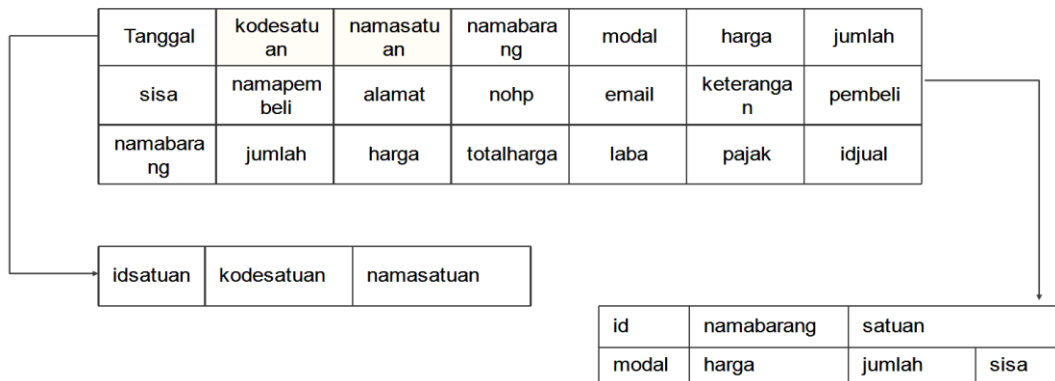 Tanggal kodesatu namasatu namabara modal harga jumlah
an an ng
sisa namapem alamat nohp email keteranga pembeli
beli n
namabara jumlah harga totalharga laba pajak idjual
ng
idsatuan kodesatuan namasatuan
id namabarang satuan
modal harga jumlah sisa